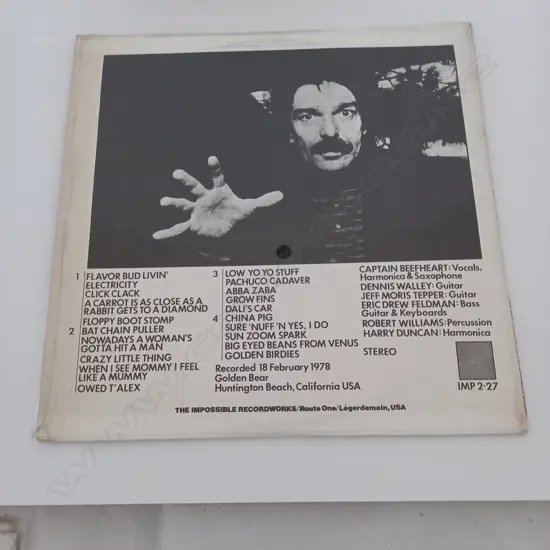 1 FLAVOR BUD LIVIN'
ELECTRICITY
CLICK CLACK
A CARROT IS AS CLOSE AS A
RABBIT GETS TO A DIAMOND
FLOPPY BOOT STOMP
2 BAT CHAIN PULLER
NOWADAYS A WOMAN'S
GOTTA HIT A MAN
CRAZY LITTLE THING
WHEN I SEE MOMMY I FEEL
LIKE A MUMMY
OWED T'ALEX
3 LOW YO YO STUFF
PACHUCO CADAVER
ABBA ZABA
GROW FINS
DALI'S CAR
4 CHINA PIG
SURE 'NUFF 'N YES, I DO
SUN ZOOM SPARK
BIG EYED BEANS FROM VENUS
GOLDEN BIRDIES
Recorded 18 February 1978
Golden Bear
Huntington Beach, California USA
CAPTAIN BEEFHEART: Vocals,
Harmonica & Saxophone
DENNIS WALLEY: Guitar
JEFF MORIS TEPPER: Guitar
ERIC DREW FELDMAN: Bass
Guitar & Keyboards
ROBERT WILLIAMS: Percussion
HARRY DUNCAN: Harmonica
STEREO
IMP 2·27
THE IMPOSSIBLE RECORDWORKS/Route One/Légerdemain, USA